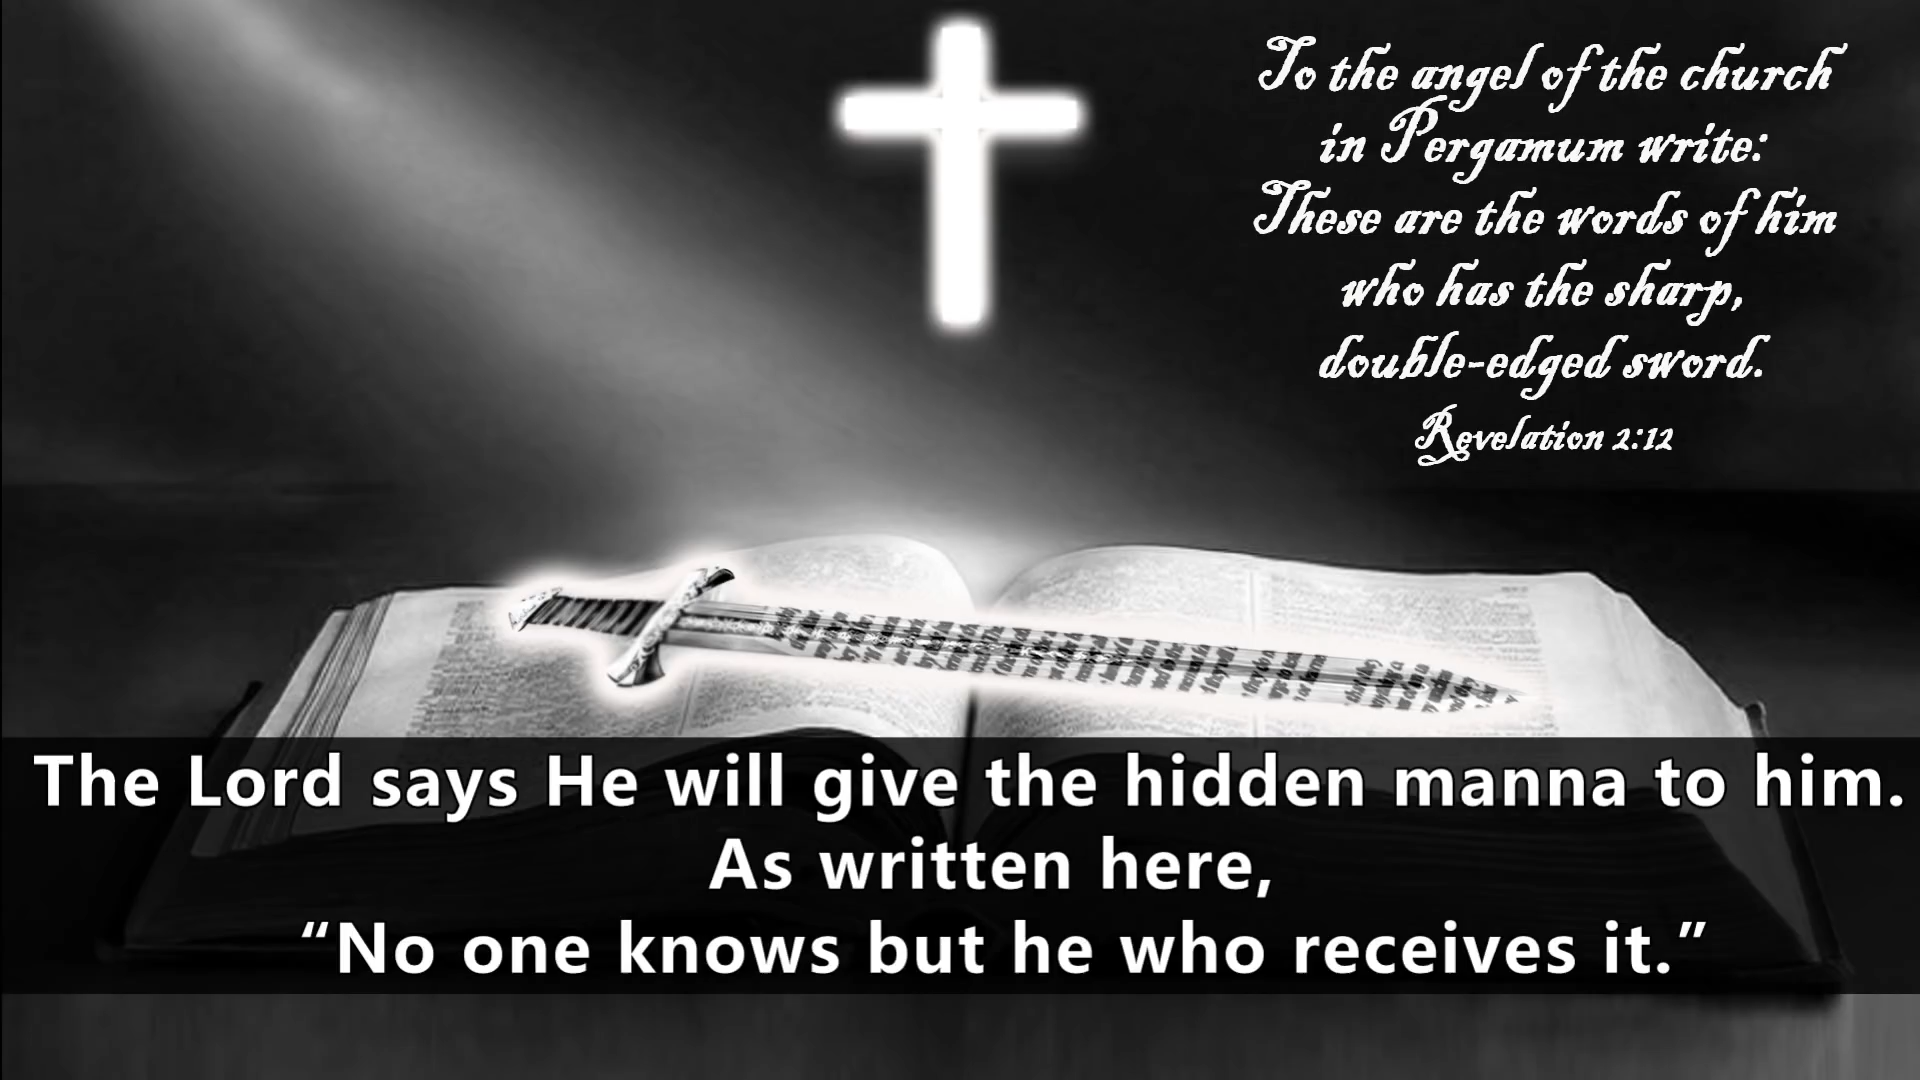 To the angel of the church
in Pergamum write:
These are the words of him
who has the sharp,
double-edged sword.
Revelation 2:12
The Lord says He will give the hidden manna to him.
As written here,
“No one knows but he who receives it.”